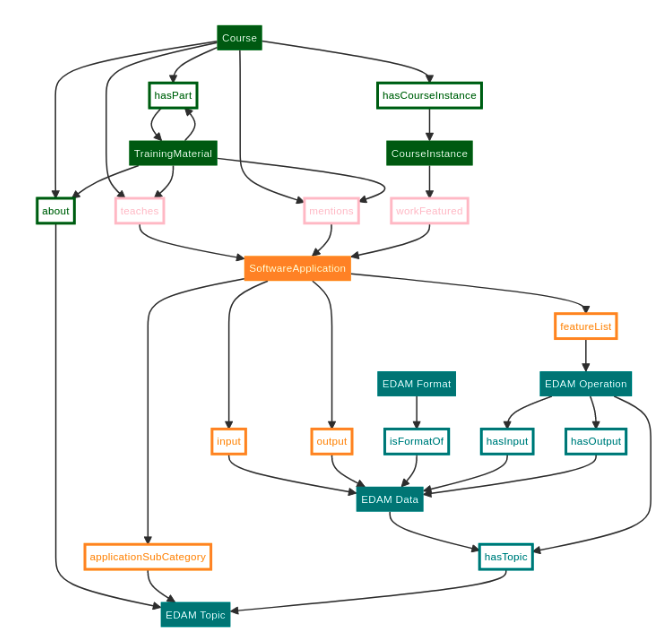 Course
hasPart
hasCourseInstance
TrainingMaterial
CourseInstance
about
teaches
mentions
workFeatured
SoftwareApplication
featureList
EDAM Format
EDAM Operation
input
output
isFormatOf
hasInput
hasOutput
EDAM Data
applicationSubCategory
hasTopic
EDAM Topic